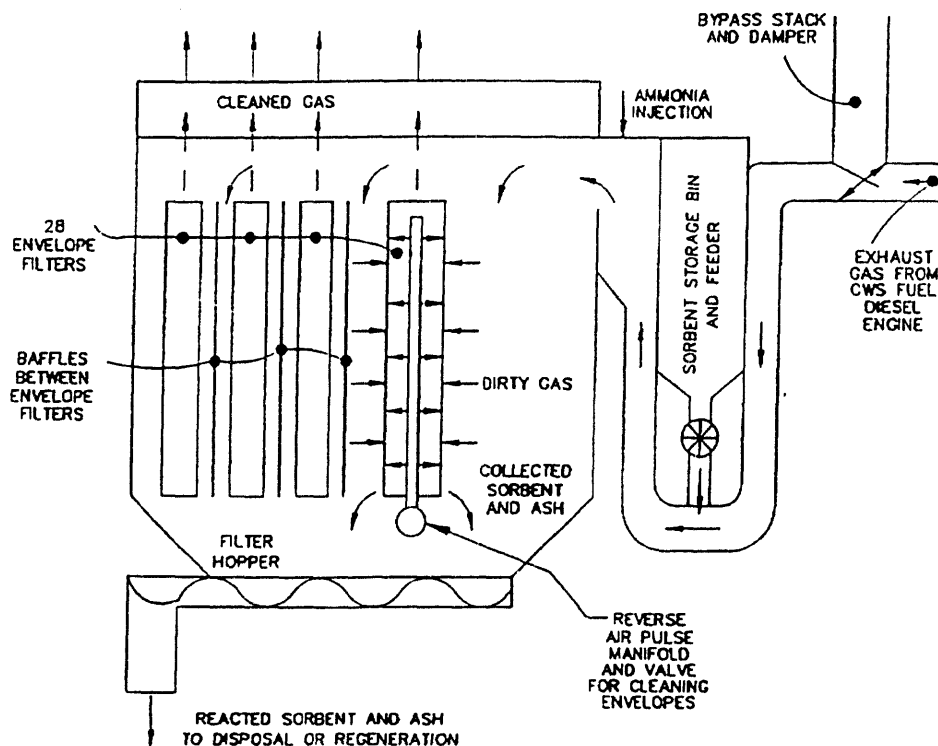 BYPASS STACK
AND DAMPER
CLEANED GAS
AMMONIA
INJECTION
28
ENVELOPE
FILTERS
SORBENT STORAGE BIN
AND FEEDER
EXHAUST
GAS FROM
CWS FUEL
DIESEL
ENGINE
BAFFLES
BETWEEN
ENVELOPE
FILTERS
DIRTY GAS
COLLECTED
SORBENT
AND ASH
FILTER
HOPPER
REVERSE
AIR PULSE
MANIFOLD
AND VALVE
FOR CLEANING
ENVELOPES
REACTED SORBENT AND ASH
TO DISPOSAL OR REGENERATION